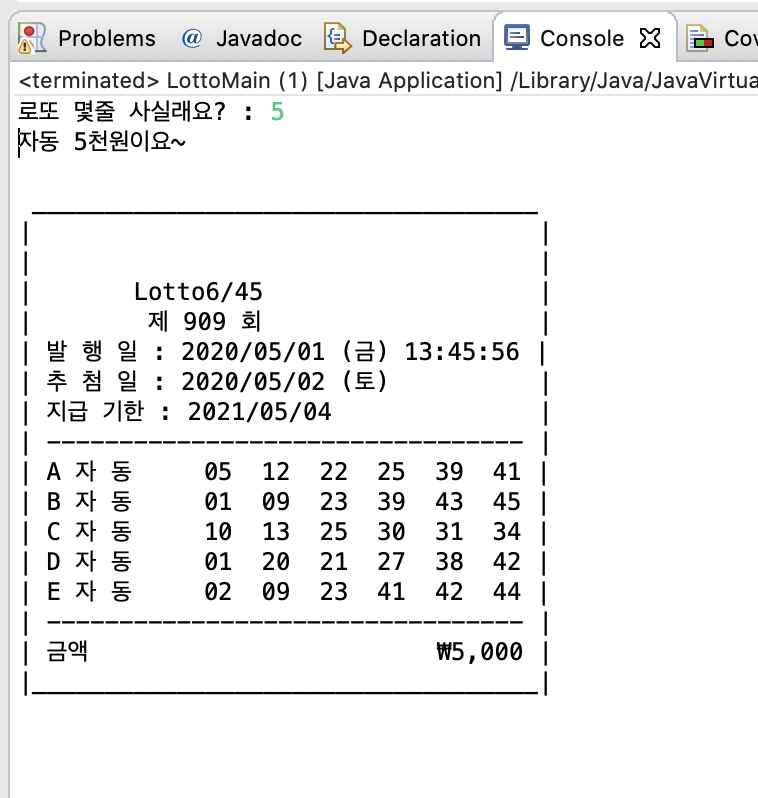 Problems @ Javadoc Declaration Console Cov
<terminated> LottoMain (1) [Java Application] /Library/Java/JavaVirtua
로또 몇줄 사실래요? : 5
자동 5천원이요~
Lotto6/45
제 909 회
발 행 일 : 2020/05/01 (금) 13:45:56
추 첨 일 : 2020/05/02 (토)
지급 기한 : 2021/05/04
---------------------------------
A 자 동 05 12 22 25 39 41
B 자 동 01 09 23 39 43 45
C 자 동 10 13 25 30 31 34
D 자 동 01 20 21 27 38 42
E 자 동 02 09 23 41 42 44
---------------------------------
금액 ₩5,000